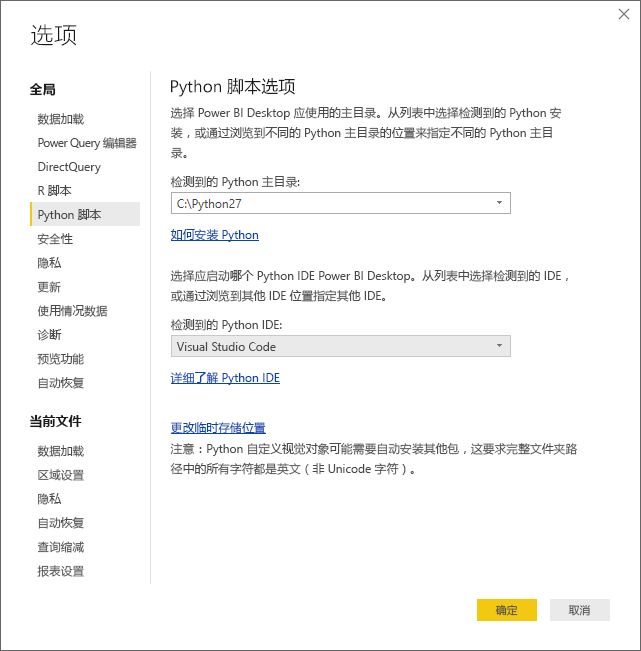 选项
全局
数据加载
Power Query 编辑器
DirectQuery
R 脚本
Python 脚本
安全性
隐私
更新
使用情况数据
诊断
预览功能
自动恢复
当前文件
数据加载
区域设置
隐私
自动恢复
查询缩减
报表设置
Python 脚本选项
选择 Power BI Desktop 应使用的主目录。从列表中选择检测到的 Python 安
装，或通过浏览到不同的 Python 主目录的位置来指定不同的 Python 主目
录。
检测到的 Python 主目录:
C:\Python27
如何安装 Python
选择应启动哪个 Python IDE Power BI Desktop。从列表中选择检测到的 IDE，
或通过浏览到其他 IDE 位置指定其他 IDE。
检测到的 Python IDE:
Visual Studio Code
详细了解 Python IDE
更改临时存储位置
注意：Python 自定义视觉对象可能需要自动安装其他包，这要求完整文件夹路
径中的所有字符都是英文（非 Unicode 字符）。
确定
取消